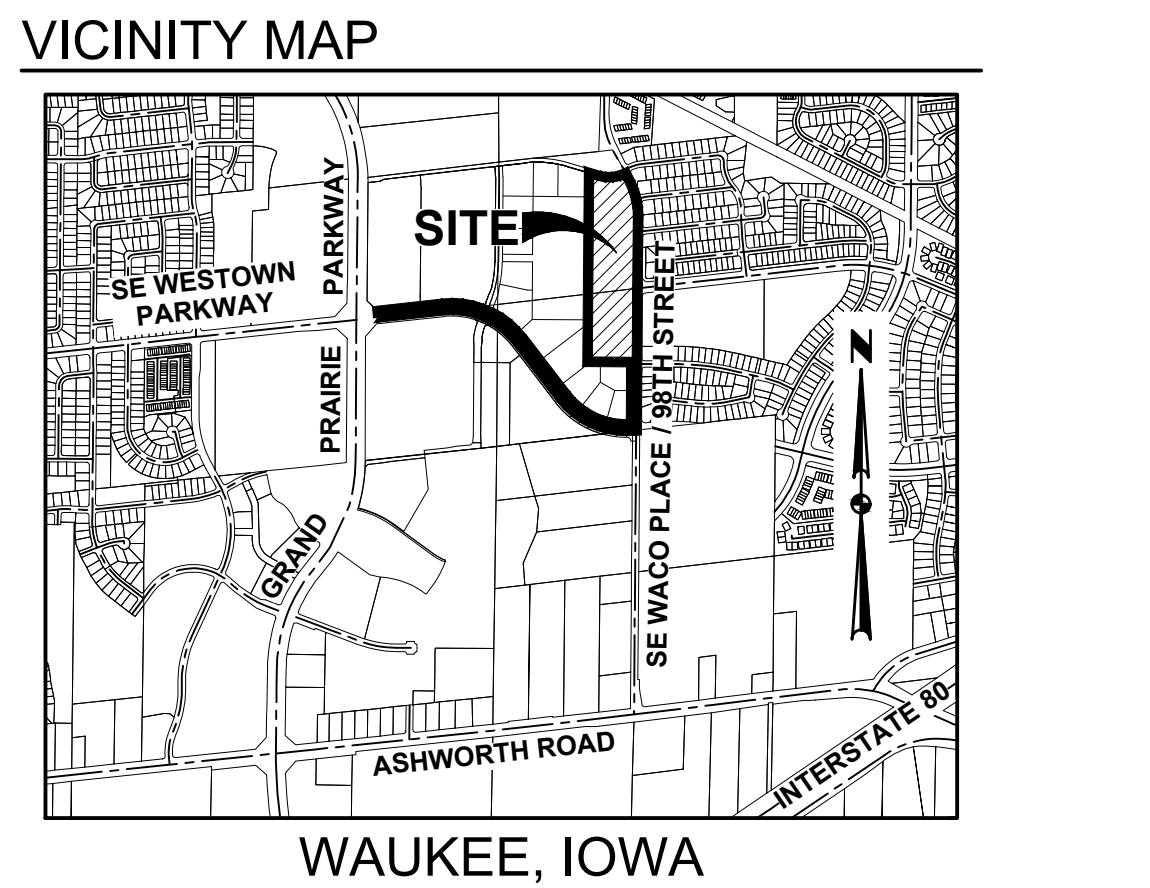 VICINITY MAP
SITE
SE WESTOWN
PARKWAY
GRAND
PRAIRIE
PARKWAY
SE WACO PLACE / 98TH STREET
N
ASHWORTH ROAD
INTERSTATE 80
WAUKEE, IOWA